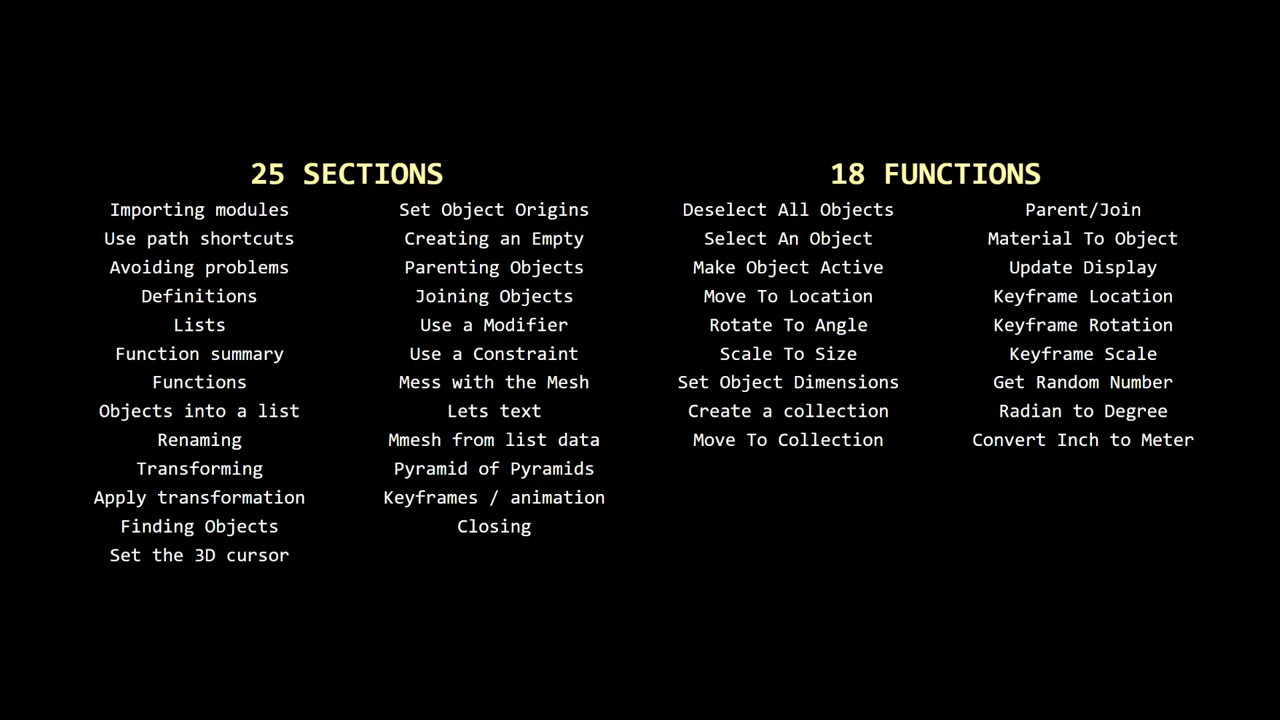 25 SECTIONS
Importing modules
Use path shortcuts
Avoiding problems
Definitions
Lists
Function summary
Functions
Objects into a list
Renaming
Transforming
Apply transformation
Finding Objects
Set the 3D cursor
Set Object Origins
Creating an Empty
Parenting Objects
Joining Objects
Use a Modifier
Use a Constraint
Mess with the Mesh
Lets text
Mmesh from list data
Pyramid of Pyramids
Keyframes / animation
Closing
18 FUNCTIONS
Deselect All Objects
Select An Object
Make Object Active
Move To Location
Rotate To Angle
Scale To Size
Set Object Dimensions
Create a collection
Move To Collection
Parent/Join
Material To Object
Update Display
Keyframe Location
Keyframe Rotation
Keyframe Scale
Get Random Number
Radian to Degree
Convert Inch to Meter